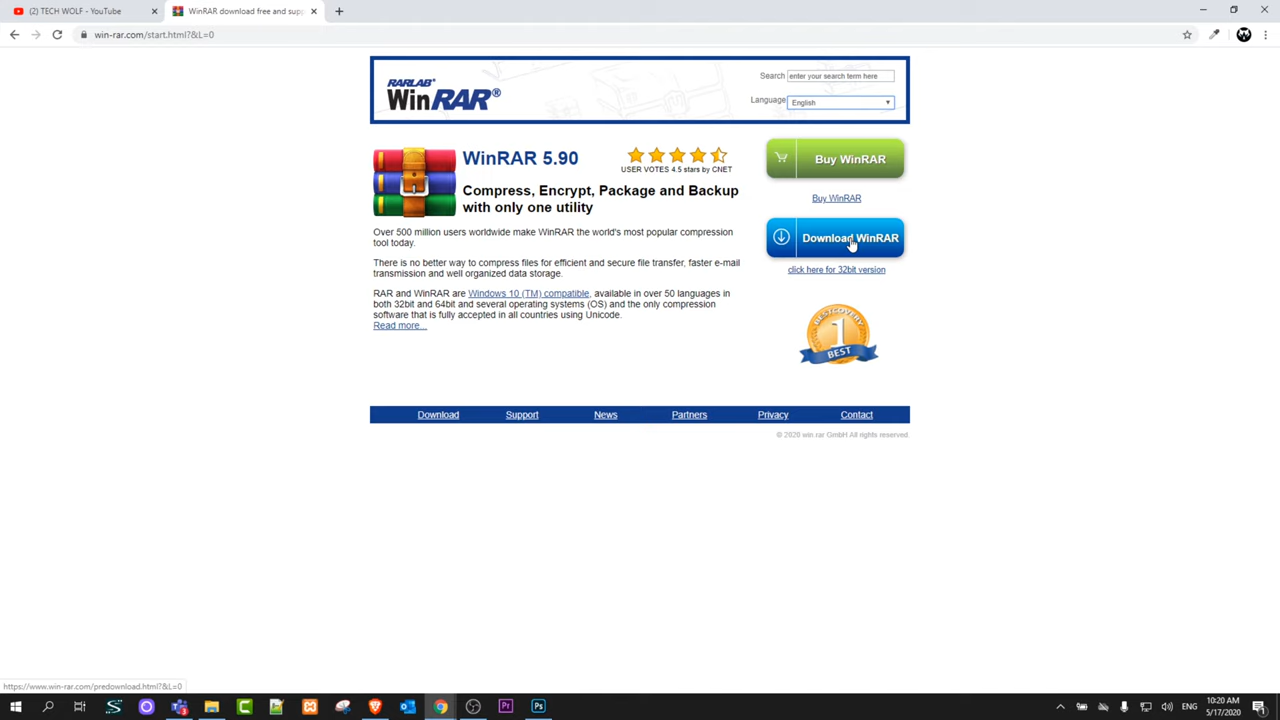 (2) TECH WOLF - YouTube
WinRAR download free and supp
win-rar.com/start.html?&L=0
RARLAB®
WinRAR®
Search enter your search term here
Language English
WinRAR 5.90
USER VOTES 4.5 stars by CNET
Compress, Encrypt, Package and Backup
with only one utility
Over 500 million users worldwide make WinRAR the world's most popular compression
tool today.
There is no better way to compress files for efficient and secure file transfer, faster e-mail
transmission and well organized data storage.
RAR and WinRAR are Windows 10 (TM) compatible, available in over 50 languages in
both 32bit and 64bit and several operating systems (OS) and the only compression
software that is fully accepted in all countries using Unicode.
Read more...
Buy WinRAR
Buy WinRAR
Download WinRAR
click here for 32bit version
BESTCOVERY
1
BEST
Download Support News Partners Privacy Contact
© 2020 win.rar GmbH All rights reserved
https://www.win-rar.com/predownload.html?&L=0
Pr
Ps
10:20 AM
5/17/2020